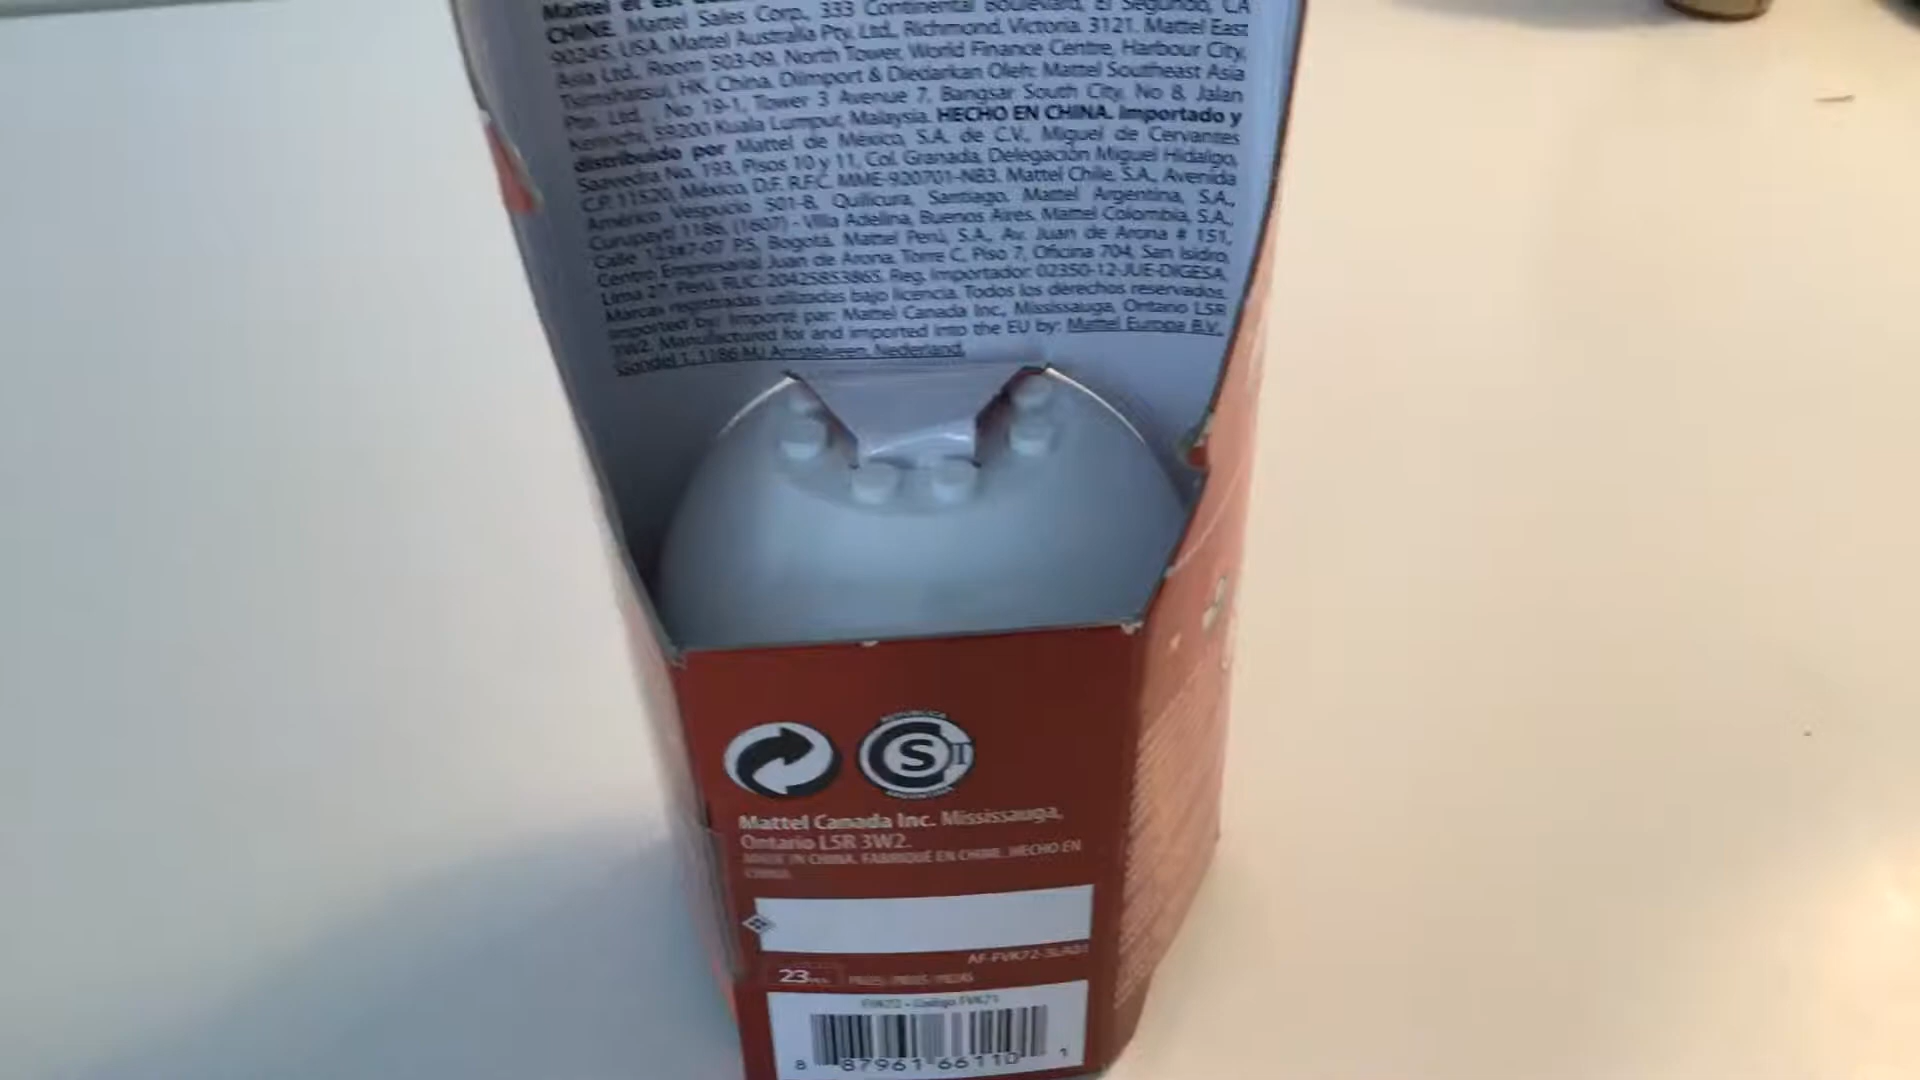 Mattel et est
CHINE. Mattel Sales Corp., 333 Continental Boulevard, El Segundo, CA
90245, USA, Mattel Australia Pty. Ltd., Richmond, Victoria. 3121. Mattel East
Asia Ltd., Room 503-09, North Tower, World Finance Centre, Harbour City,
Tsimshatsui, HK, China. Diimport & Diedarkan Oleh: Mattel Southeast Asia
Pte. Ltd., No 19-1, Tower 3 Avenue 7, Bangsar South City, No 8, Jalan
Kerinchi, 59200 Kuala Lumpur, Malaysia. HECHO EN CHINA. Importado y
distribuido por Mattel de México, S.A. de C.V., Miguel de Cervantes
Saavedra No. 193, Pisos 10 y 11, Col. Granada, Delegación Miguel Hidalgo,
C.P. 11520, México, D.F. R.F.C. MME-920701-NB3. Mattel Chile, S.A., Avenida
Américo Vespucio 501-B, Quilicura, Santiago. Mattel Argentina, S.A.,
Curupaytí 1186, (1607) - Villa Adelina, Buenos Aires. Mattel Colombia, S.A.,
Calle 123#7-07 P.5, Bogotá. Mattel Perú, S.A., Av. Juan de Arona # 151,
Centro Empresarial Juan de Arona, Torre C, Piso 7, Oficina 704, San Isidro,
Lima 27, Perú. RUC: 20425853865. Reg. Importador: 02350-12-JUE-DIGESA.
Marcas registradas utilizadas bajo licencia. Todos los derechos reservados.
Imported by/ Importé par: Mattel Canada Inc., Mississauga, Ontario L5R
3W2. Manufactured for and imported into the EU by: Mattel Europa B.V.,
Gondel 1, 1186 MJ Amstelveen, Nederland.
REPUBLICA
S T
ARGENTINA
Mattel Canada Inc. Mississauga,
Ontario L5R 3W2.
MADE IN CHINA. FABRIQUÉ EN CHINE. HECHO EN
CHINA.
23
FVK72 • Código FVK71
8 87961 66110 1